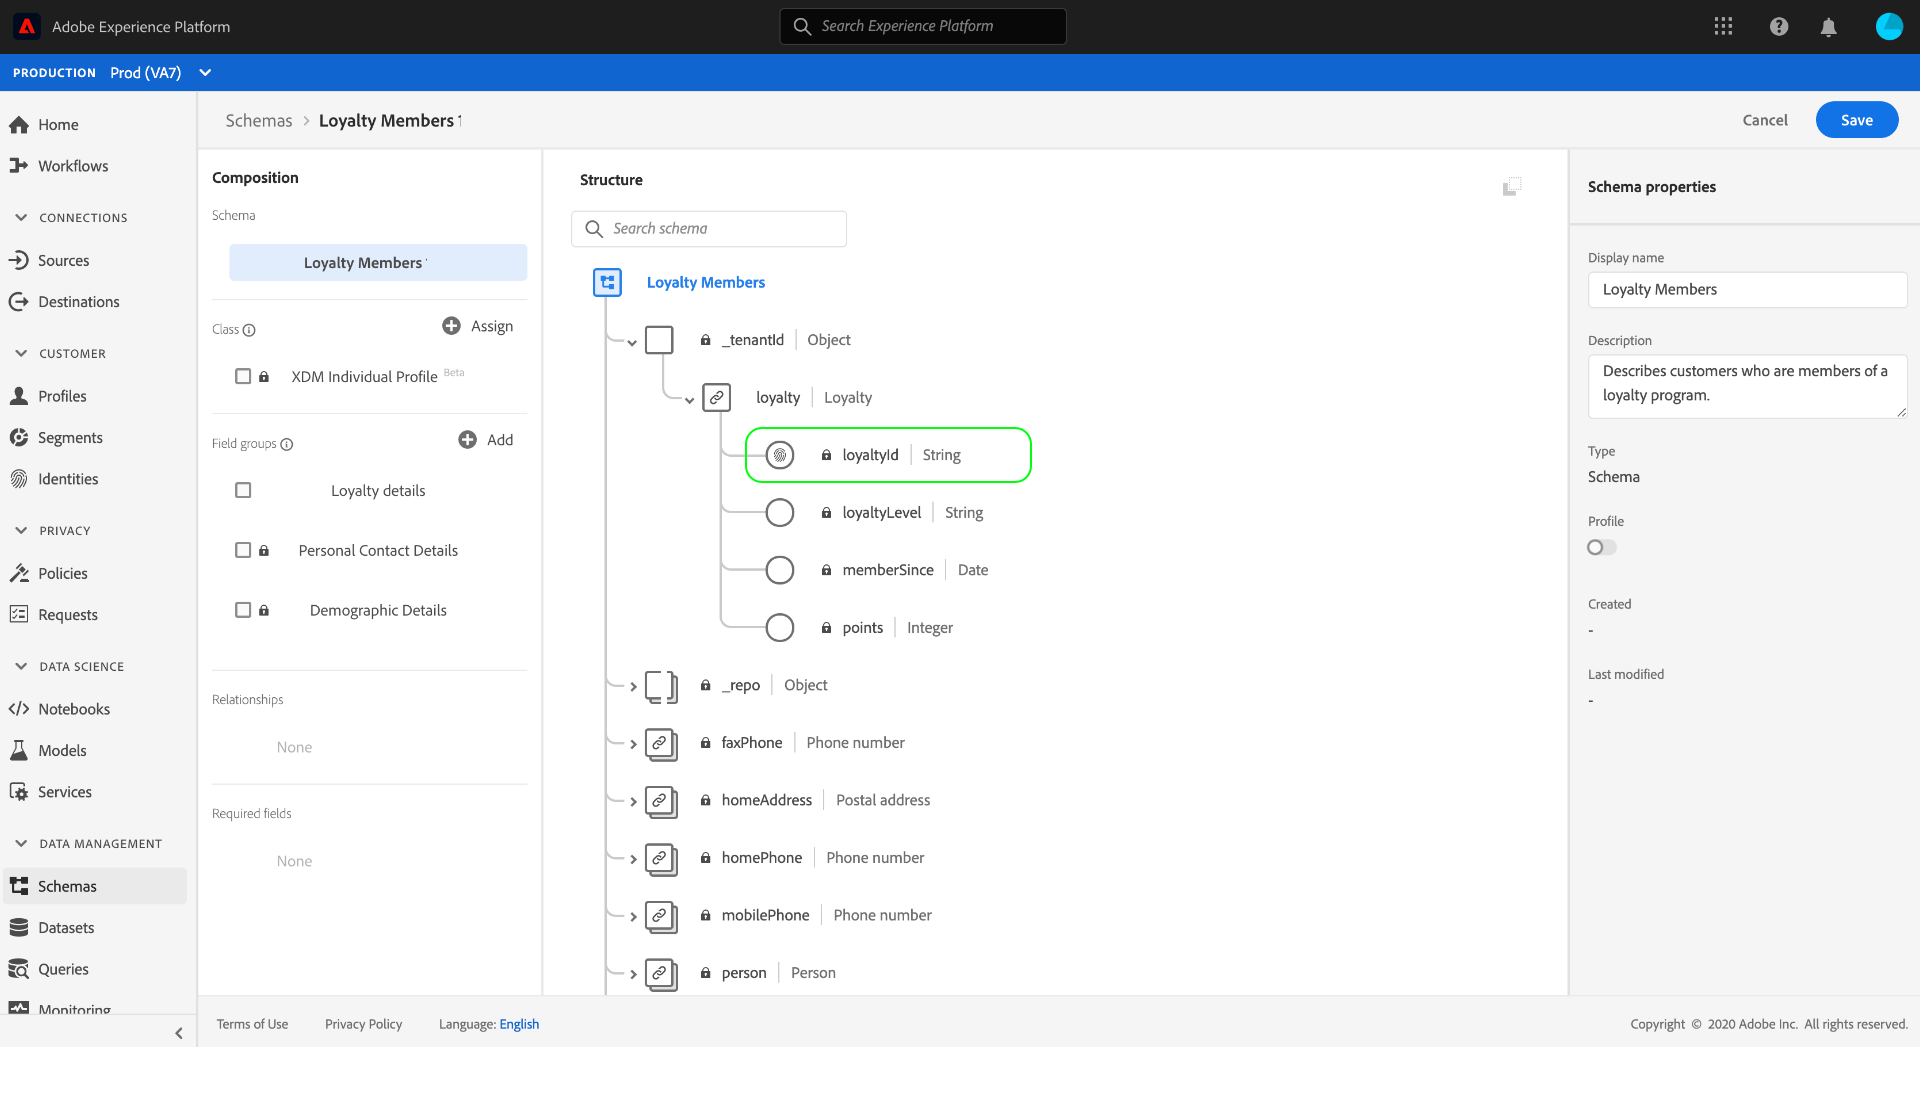 Adobe Experience Platform
Search Experience Platform
PRODUCTION Prod (VA7)
Home
Workflows
CONNECTIONS
Sources
Destinations
CUSTOMER
Profiles
Segments
Identities
PRIVACY
Policies
Requests
DATA SCIENCE
Notebooks
Models
Services
DATA MANAGEMENT
Schemas
Datasets
Queries
Monitoring
Schemas > Loyalty Members
Cancel
Save
Composition
Schema
Loyalty Members
Class
Assign
XDM Individual Profile Beta
Field groups
Add
Loyalty details
Personal Contact Details
Demographic Details
Relationships
None
Required fields
None
Structure
Search schema
Loyalty Members
_tenantId | Object
loyalty | Loyalty
loyaltyId | String
loyaltyLevel | String
memberSince | Date
points | Integer
_repo | Object
faxPhone | Phone number
homeAddress | Postal address
homePhone | Phone number
mobilePhone | Phone number
person | Person
Schema properties
Display name
Loyalty Members
Description
Describes customers who are members of a
loyalty program.
Type
Schema
Profile
Created
-
Last modified
-
Terms of Use
Privacy Policy
Language: English
Copyright © 2020 Adobe Inc. All rights reserved.